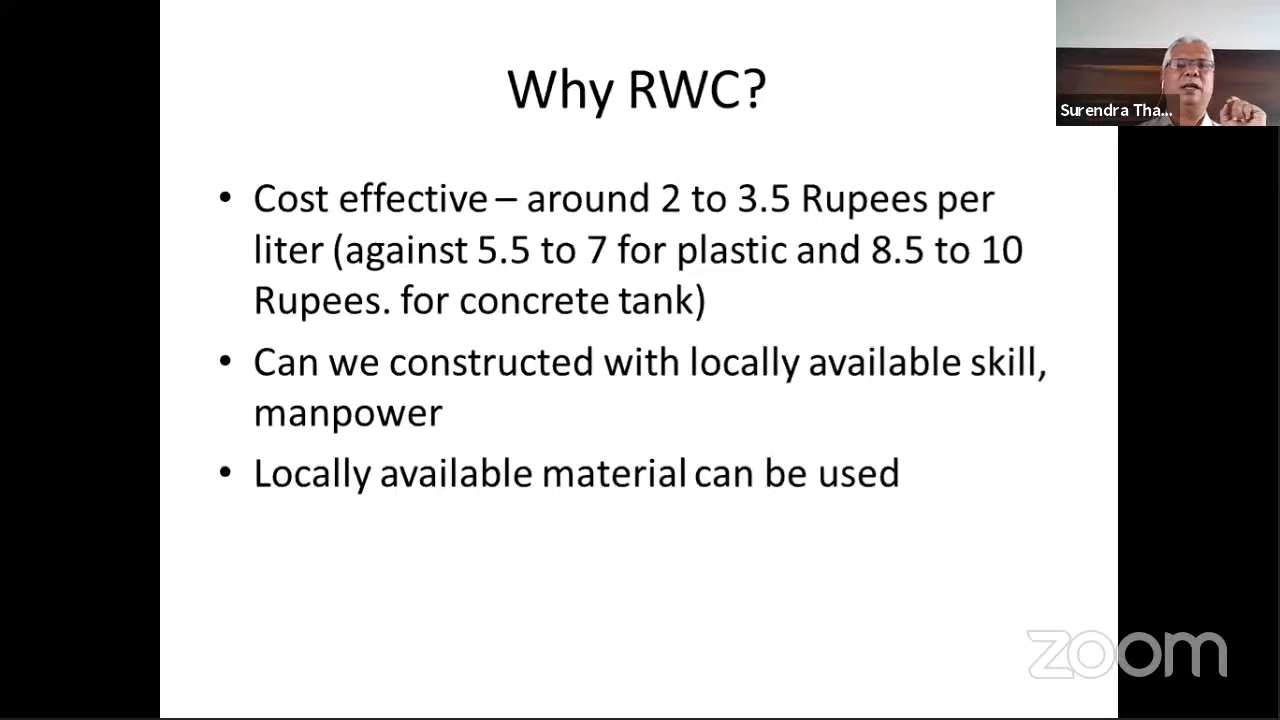 Why RWC?
Surendra Tha...
• Cost effective – around 2 to 3.5 Rupees per
liter (against 5.5 to 7 for plastic and 8.5 to 10
Rupees. for concrete tank)
• Can we constructed with locally available skill,
manpower
• Locally available material can be used
zoom